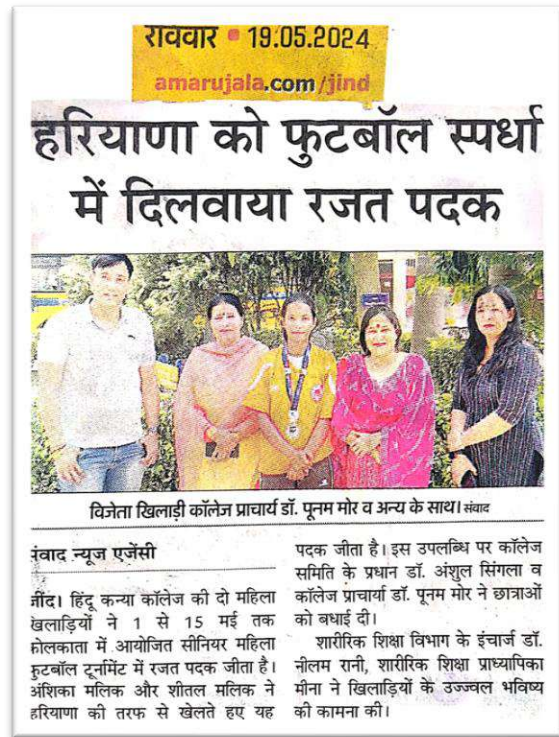 रविवार • 19.05.2024
amarujala.com/jind
हरियाणा को फुटबॉल स्पर्धा
में दिलवाया रजत पदक
विजेता खिलाड़ी कॉलेज प्राचार्य डॉ. पूनम मोर व अन्य के साथ। संवाद
संवाद न्यूज एजेंसी
जींद। हिंदू कन्या कॉलेज की दो महिला
खिलाड़ियों ने 1 से 15 मई तक
कोलकाता में आयोजित सीनियर महिला
फुटबॉल टूर्नामेंट में रजत पदक जीता है।
अंशिका मलिक और शीतल मलिक ने
हरियाणा की तरफ से खेलते हुए यह
पदक जीता है। इस उपलब्धि पर कॉलेज
समिति के प्रधान डॉ. अंशुल सिंगला व
कॉलेज प्राचार्या डॉ. पूनम मोर ने छात्राओं
को बधाई दी।
शारीरिक शिक्षा विभाग के इंचार्ज डॉ.
नीलम रानी, शारीरिक शिक्षा प्राध्यापिका
मीना ने खिलाड़ियों के उज्ज्वल भविष्य
की कामना की।